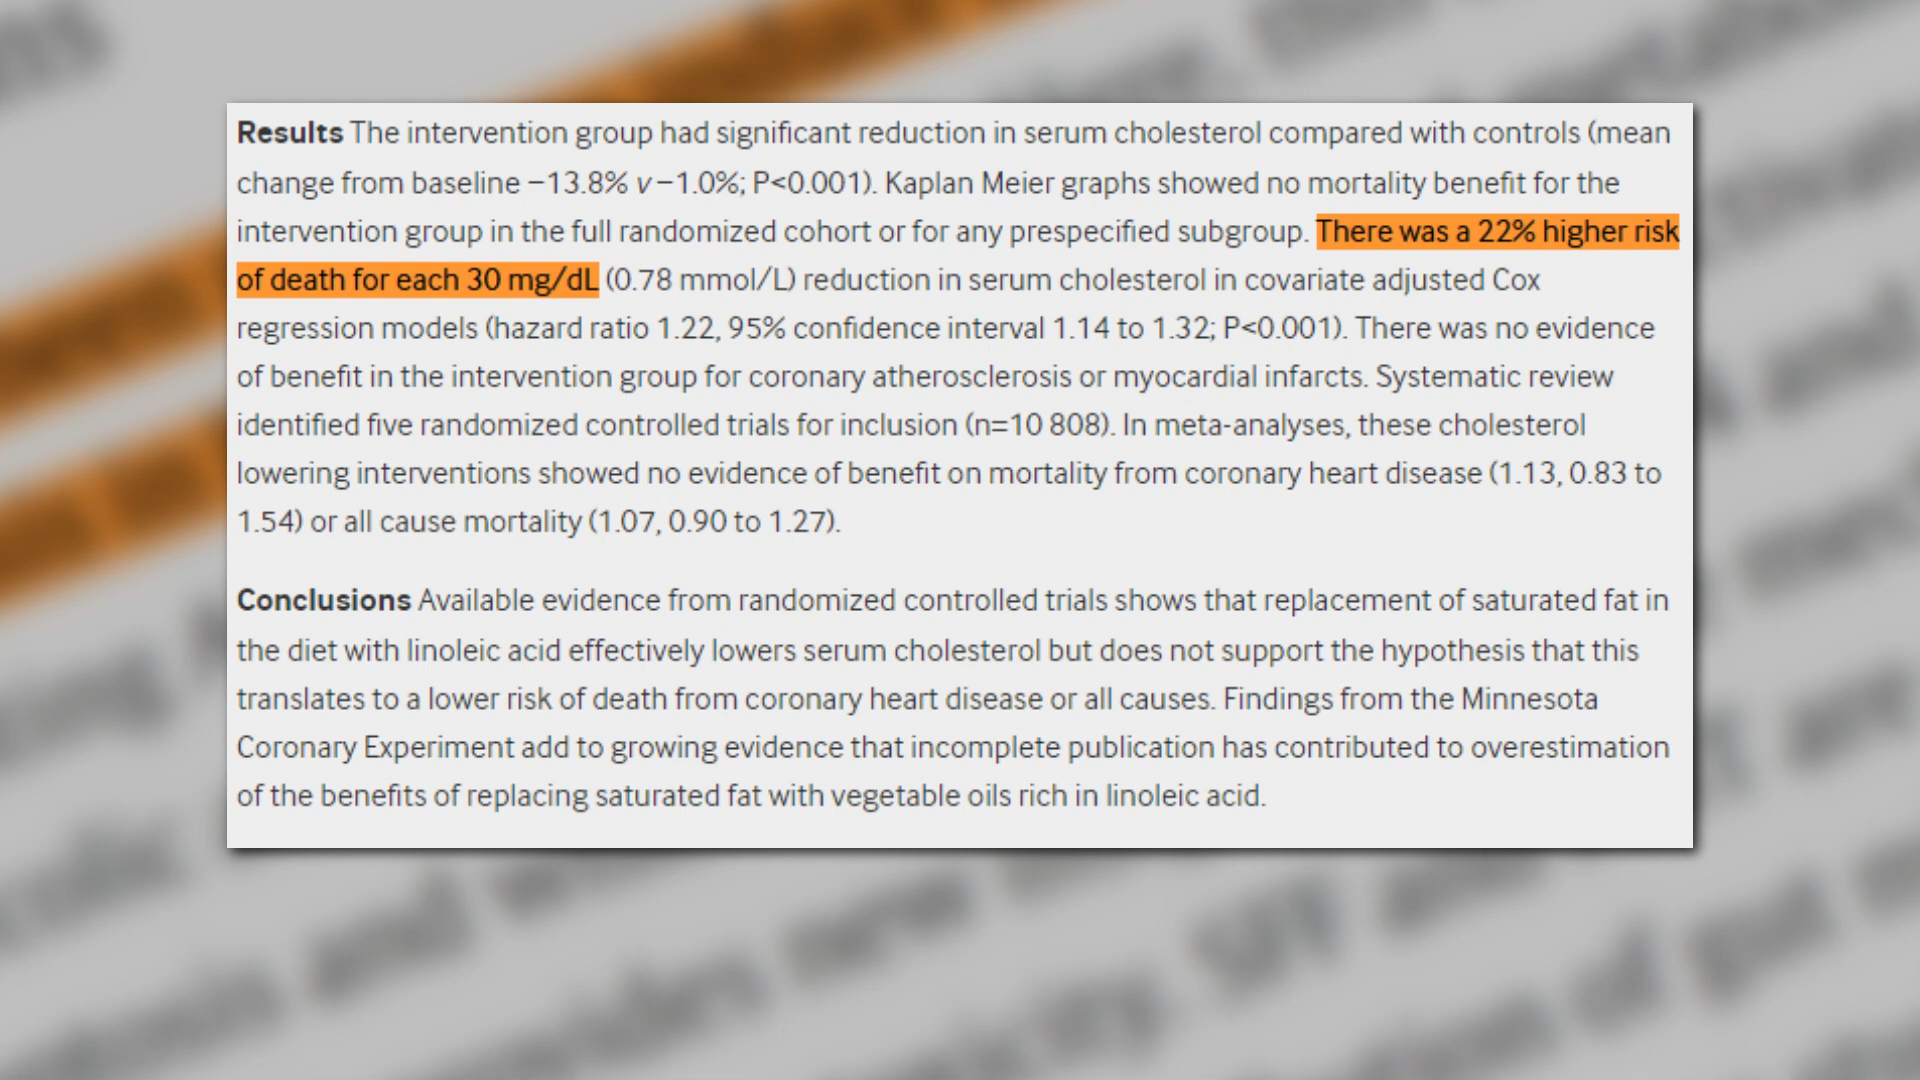 Results The intervention group had significant reduction in serum cholesterol compared with controls (mean
change from baseline −13.8% v −1.0%; P<0.001). Kaplan Meier graphs showed no mortality benefit for the
intervention group in the full randomized cohort or for any prespecified subgroup. There was a 22% higher risk
of death for each 30 mg/dL (0.78 mmol/L) reduction in serum cholesterol in covariate adjusted Cox
regression models (hazard ratio 1.22, 95% confidence interval 1.14 to 1.32; P<0.001). There was no evidence
of benefit in the intervention group for coronary atherosclerosis or myocardial infarcts. Systematic review
identified five randomized controlled trials for inclusion (n=10 808). In meta-analyses, these cholesterol
lowering interventions showed no evidence of benefit on mortality from coronary heart disease (1.13, 0.83 to
1.54) or all cause mortality (1.07, 0.90 to 1.27).
Conclusions Available evidence from randomized controlled trials shows that replacement of saturated fat in
the diet with linoleic acid effectively lowers serum cholesterol but does not support the hypothesis that this
translates to a lower risk of death from coronary heart disease or all causes. Findings from the Minnesota
Coronary Experiment add to growing evidence that incomplete publication has contributed to overestimation
of the benefits of replacing saturated fat with vegetable oils rich in linoleic acid.